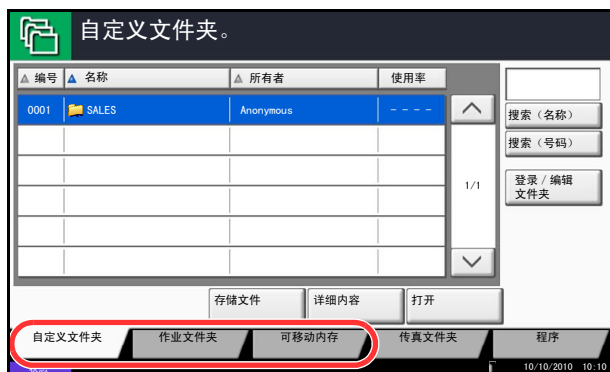 自定义文件夹。
编号 名称 所有者 使用率
0001 SALES Anonymous - - - -
搜索（名称）
搜索（号码）
1/1
登录 / 编辑
文件夹
存储文件 详细内容 打开
自定义文件夹 作业文件夹 可移动内存 传真文件夹 程序
10/10/2010 10:10